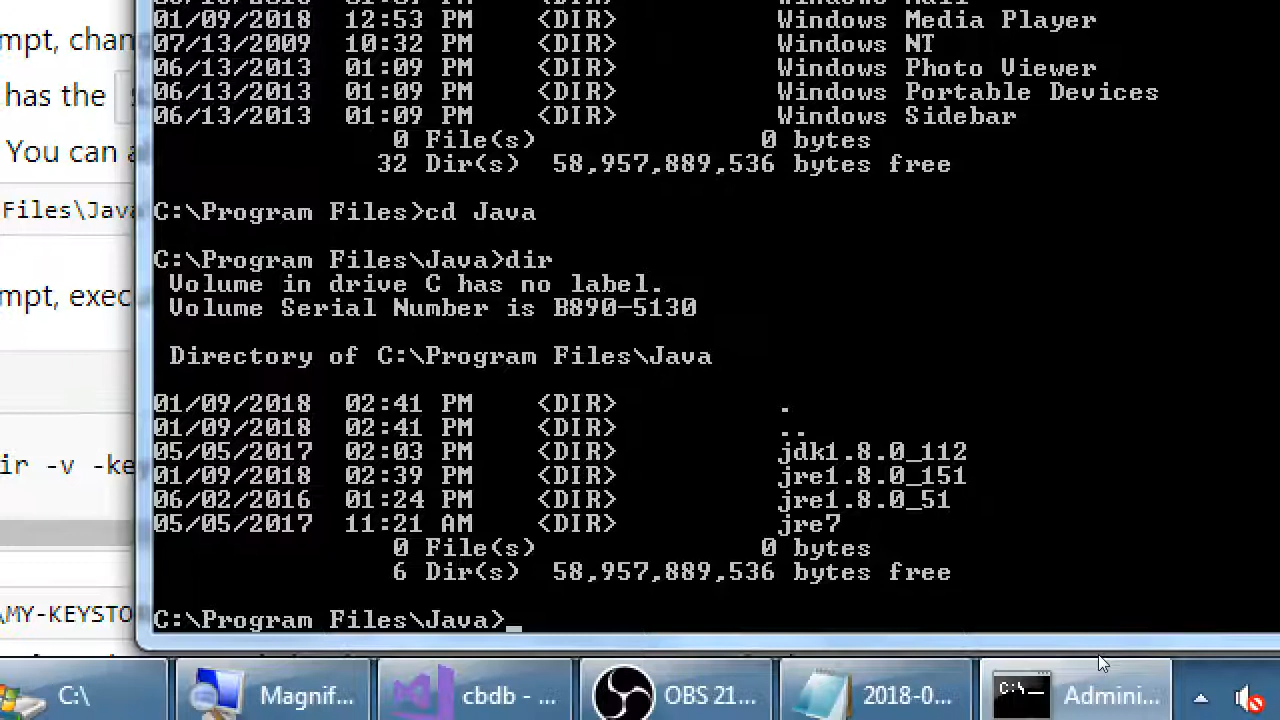 Windows Mail
01/09/2018 12:53 PM <DIR> Windows Media Player
07/13/2009 10:32 PM <DIR> Windows NT
06/13/2013 01:09 PM <DIR> Windows Photo Viewer
06/13/2013 01:09 PM <DIR> Windows Portable Devices
06/13/2013 01:09 PM <DIR> Windows Sidebar
0 File(s) 0 bytes
32 Dir(s) 58,957,889,536 bytes free
C:\Program Files>cd Java
C:\Program Files\Java>dir
Volume in drive C has no label.
Volume Serial Number is B890-5130
Directory of C:\Program Files\Java
01/09/2018 02:41 PM <DIR> .
01/09/2018 02:41 PM <DIR> ..
05/05/2017 02:03 PM <DIR> jdk1.8.0_112
01/09/2018 02:39 PM <DIR> jre1.8.0_151
06/02/2016 01:24 PM <DIR> jre1.8.0_51
05/05/2017 11:21 AM <DIR> jre7
0 File(s) 0 bytes
6 Dir(s) 58,957,889,536 bytes free
C:\Program Files\Java>_
mpt, chan
has the
You can a
Files\Java
mpt, exec
ir -v -ke
\MY-KEYSTO
C:\
Magnif...
cbdb - ...
OBS 21...
2018-0...
C:\_
Admini...